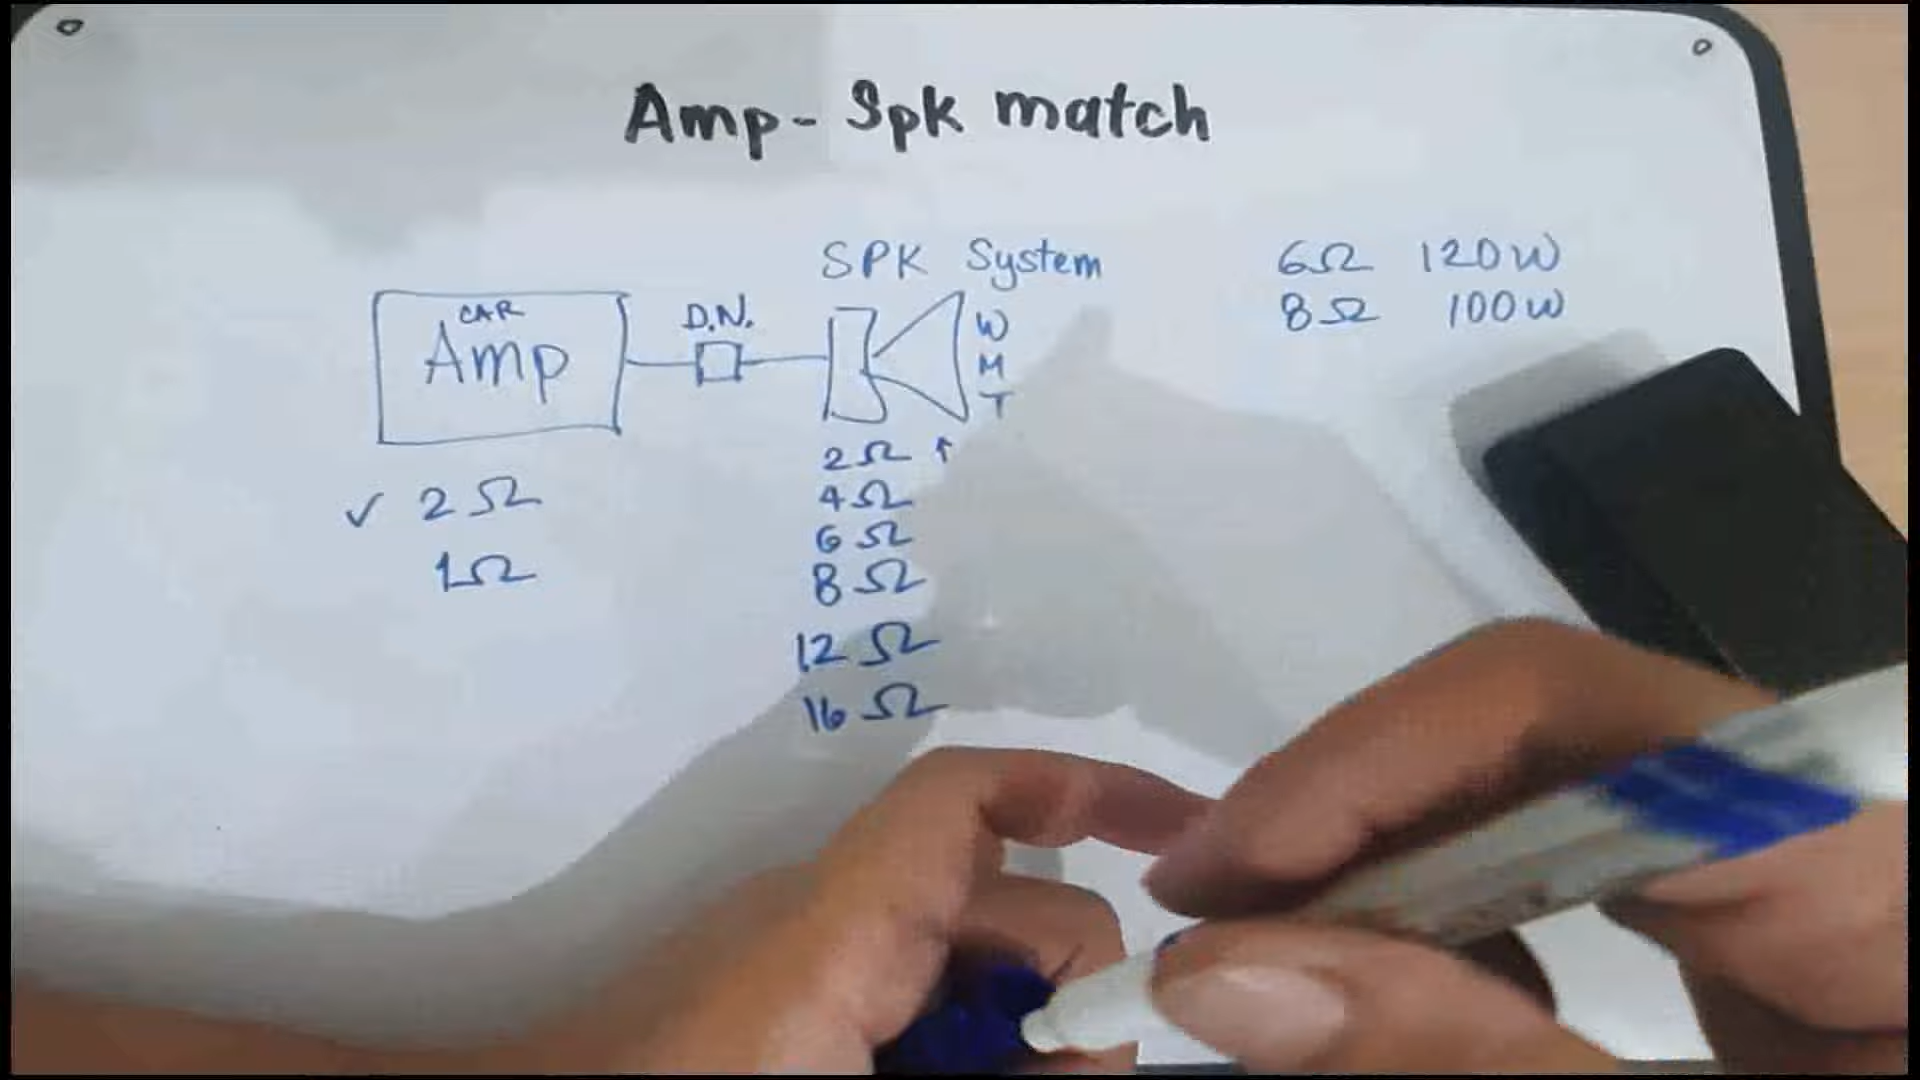 Amp - Spk match
SPK System
6Ω 120W
8Ω 100W
CAR
Amp
D.N.
W
M
T
✓ 2Ω
1Ω
2Ω ↑
4Ω
6Ω
8Ω
12Ω
16Ω